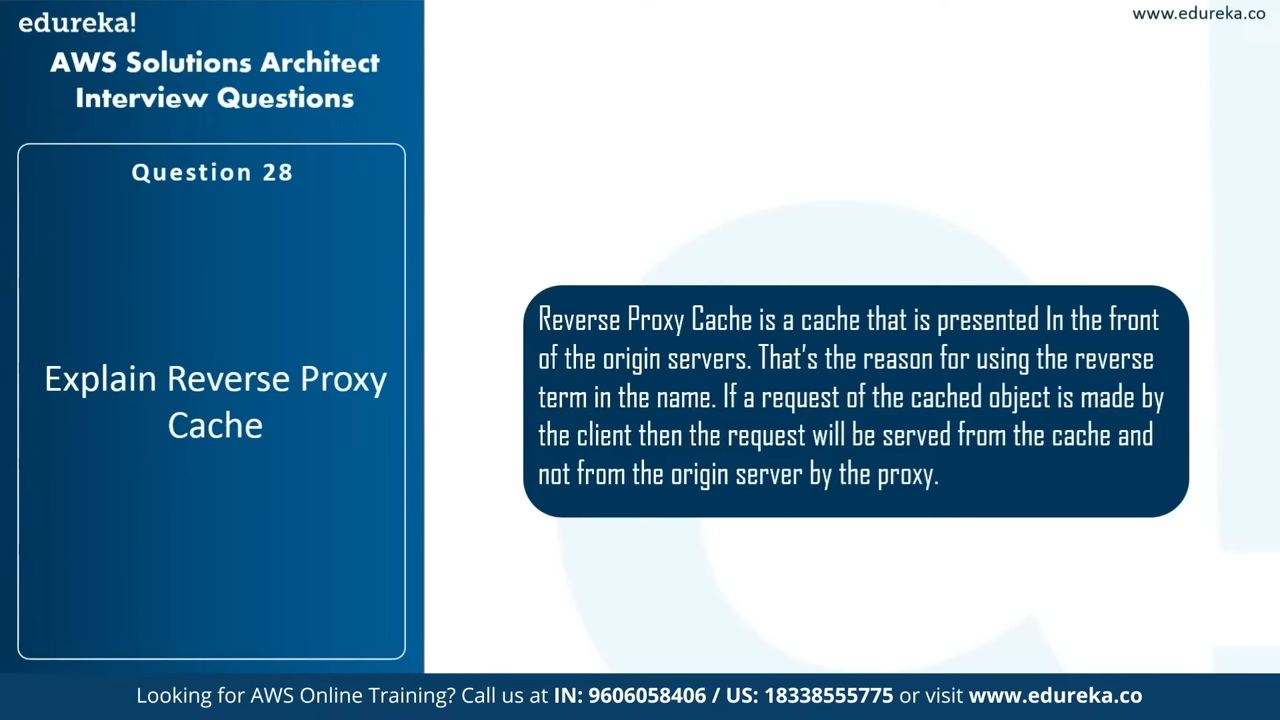 edureka!
www.edureka.co
AWS Solutions Architect
Interview Questions
Question 28
Explain Reverse Proxy
Cache
Reverse Proxy Cache is a cache that is presented In the front
of the origin servers. That's the reason for using the reverse
term in the name. If a request of the cached object is made by
the client then the request will be served from the cache and
not from the origin server by the proxy.
Looking for AWS Online Training? Call us at IN: 9606058406 / US: 18338555775 or visit www.edureka.co